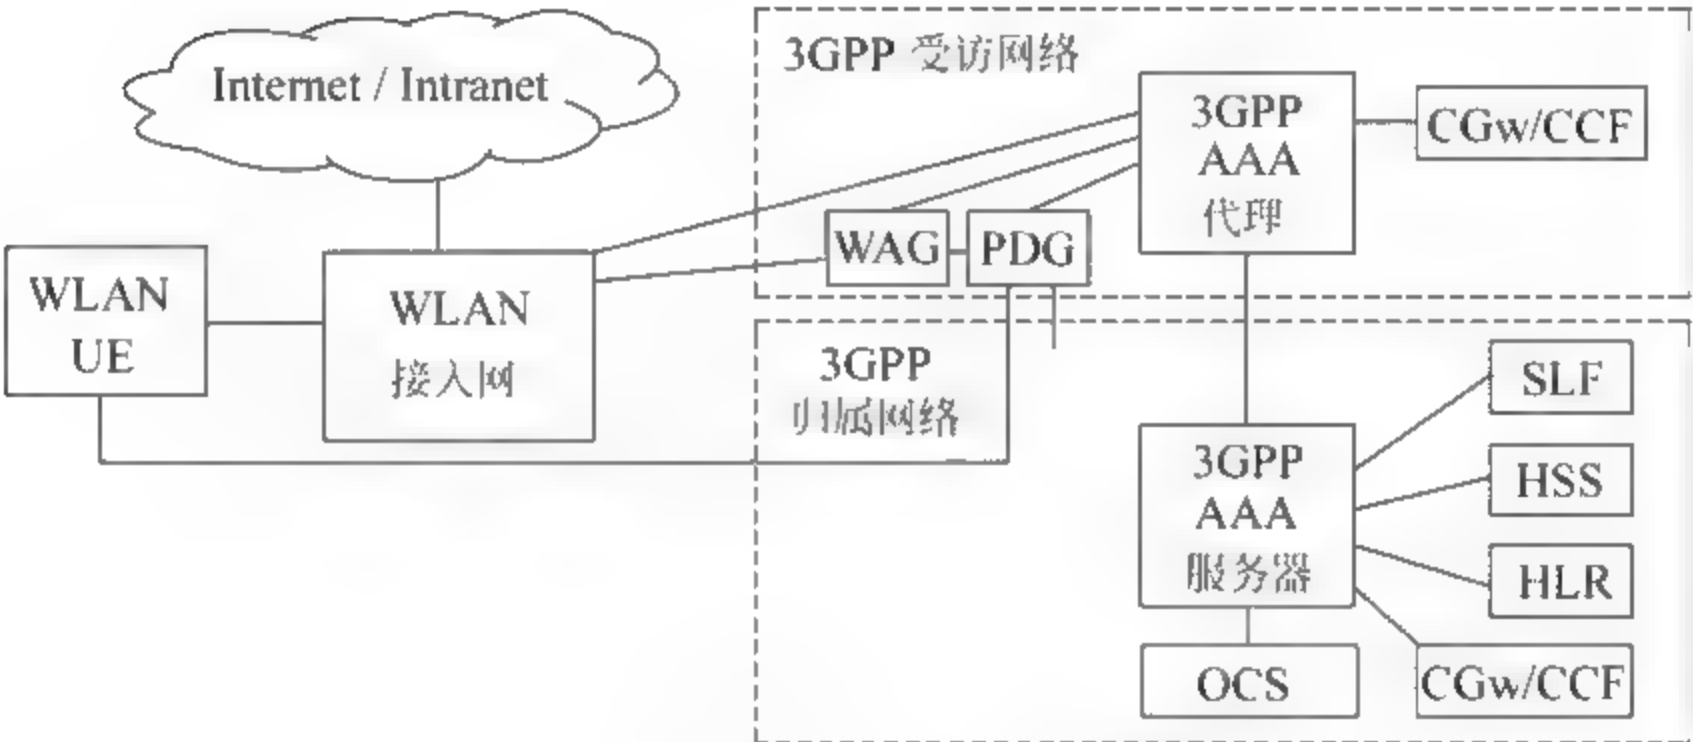 Internet / Intranet
3GPP 受访网络
3GPP
AAA
代理
CGw/CCF
WAG
PDG
WLAN
UE
WLAN
接入网
3GPP
归属网络
3GPP
AAA
服务器
SLF
HSS
HLR
OCS
CGw/CCF